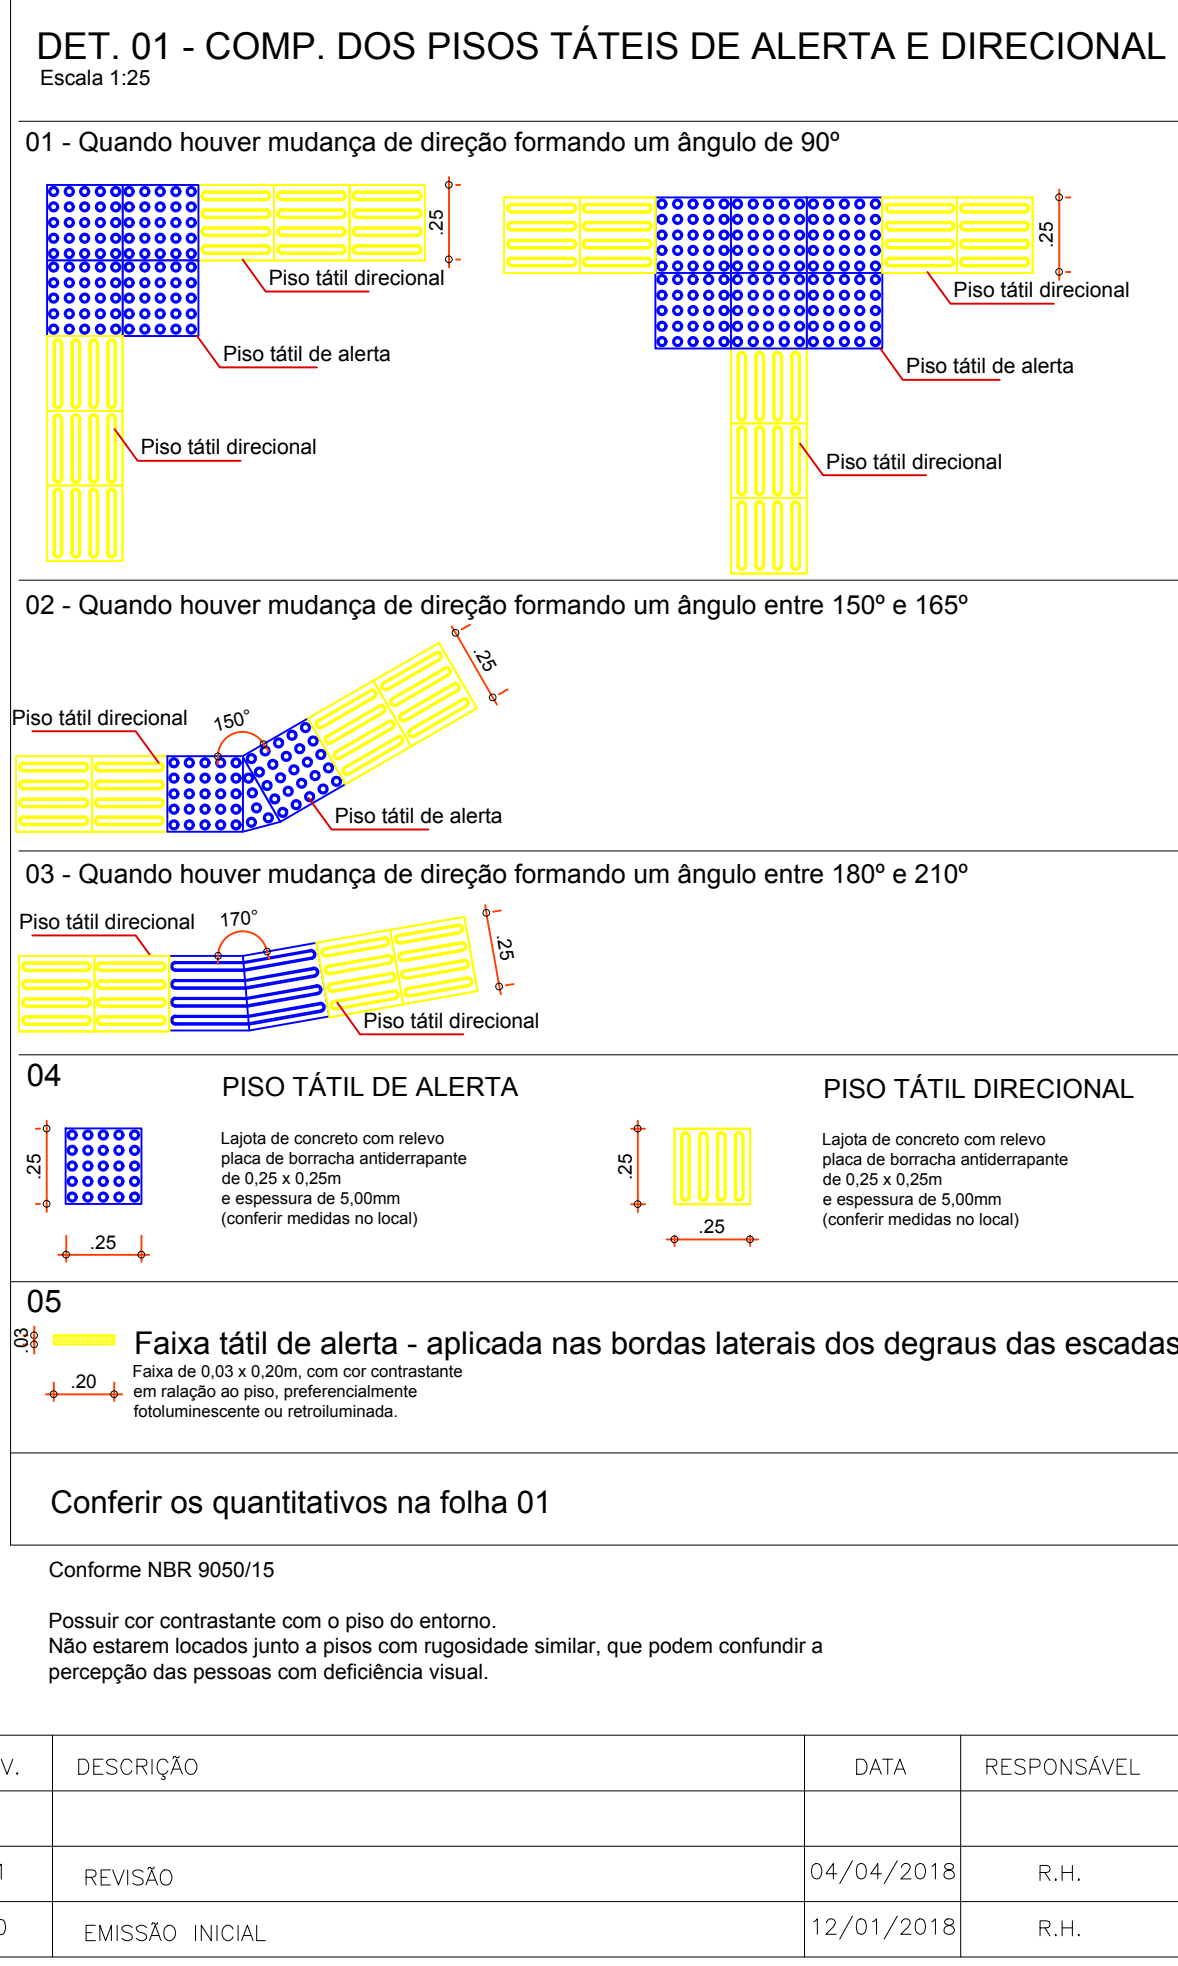 DET. 01 - COMP. DOS PISOS TÁTEIS DE ALERTA E DIRECIONAL
Escala 1:25
01 - Quando houver mudança de direção formando um ângulo de 90º
.25
Piso tátil direcional
Piso tátil de alerta
Piso tátil direcional
.25
Piso tátil direcional
Piso tátil de alerta
Piso tátil direcional
02 - Quando houver mudança de direção formando um ângulo entre 150º e 165º
.25
Piso tátil direcional
150°
Piso tátil de alerta
03 - Quando houver mudança de direção formando um ângulo entre 180º e 210º
Piso tátil direcional
170°
.25
Piso tátil direcional
04
PISO TÁTIL DE ALERTA
.25
.25
Lajota de concreto com relevo
placa de borracha antiderrapante
de 0,25 x 0,25m
e espessura de 5,00mm
(conferir medidas no local)
PISO TÁTIL DIRECIONAL
.25
.25
Lajota de concreto com relevo
placa de borracha antiderrapante
de 0,25 x 0,25m
e espessura de 5,00mm
(conferir medidas no local)
05
.03
.20
Faixa tátil de alerta - aplicada nas bordas laterais dos degraus das escadas
Faixa de 0,03 x 0,20m, com cor contrastante
em ralação ao piso, preferencialmente
fotoluminescente ou retroiluminada.
Conferir os quantitativos na folha 01
Conforme NBR 9050/15
Possuir cor contrastante com o piso do entorno.
Não estarem locados junto a pisos com rugosidade similar, que podem confundir a
percepção das pessoas com deficiência visual.
V. DESCRIÇÃO DATA RESPONSÁVEL
1 REVISÃO 04/04/2018 R.H.
0 EMISSÃO INICIAL 12/01/2018 R.H.